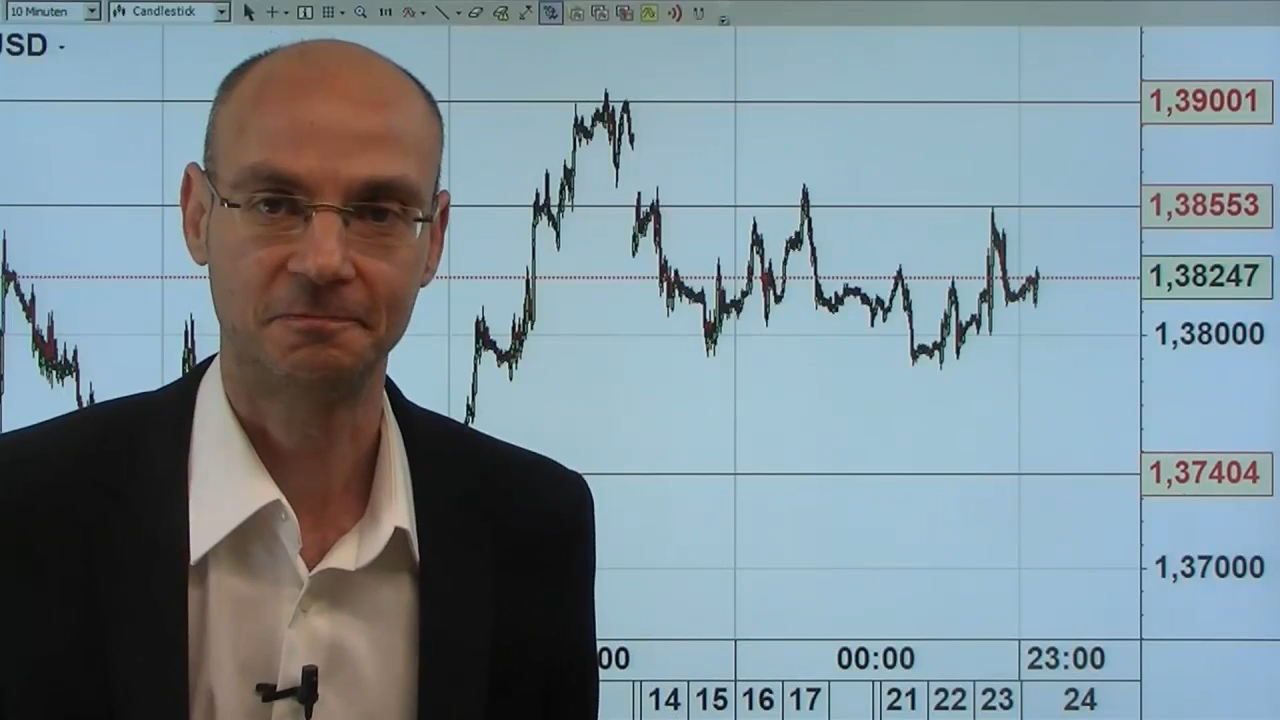 10 Minuten Candlestick
USD
1,39001
1,38553
1,38247
1,38000
1,37404
1,37000
00 00:00 23:00
14 15 16 17 21 22 23 24